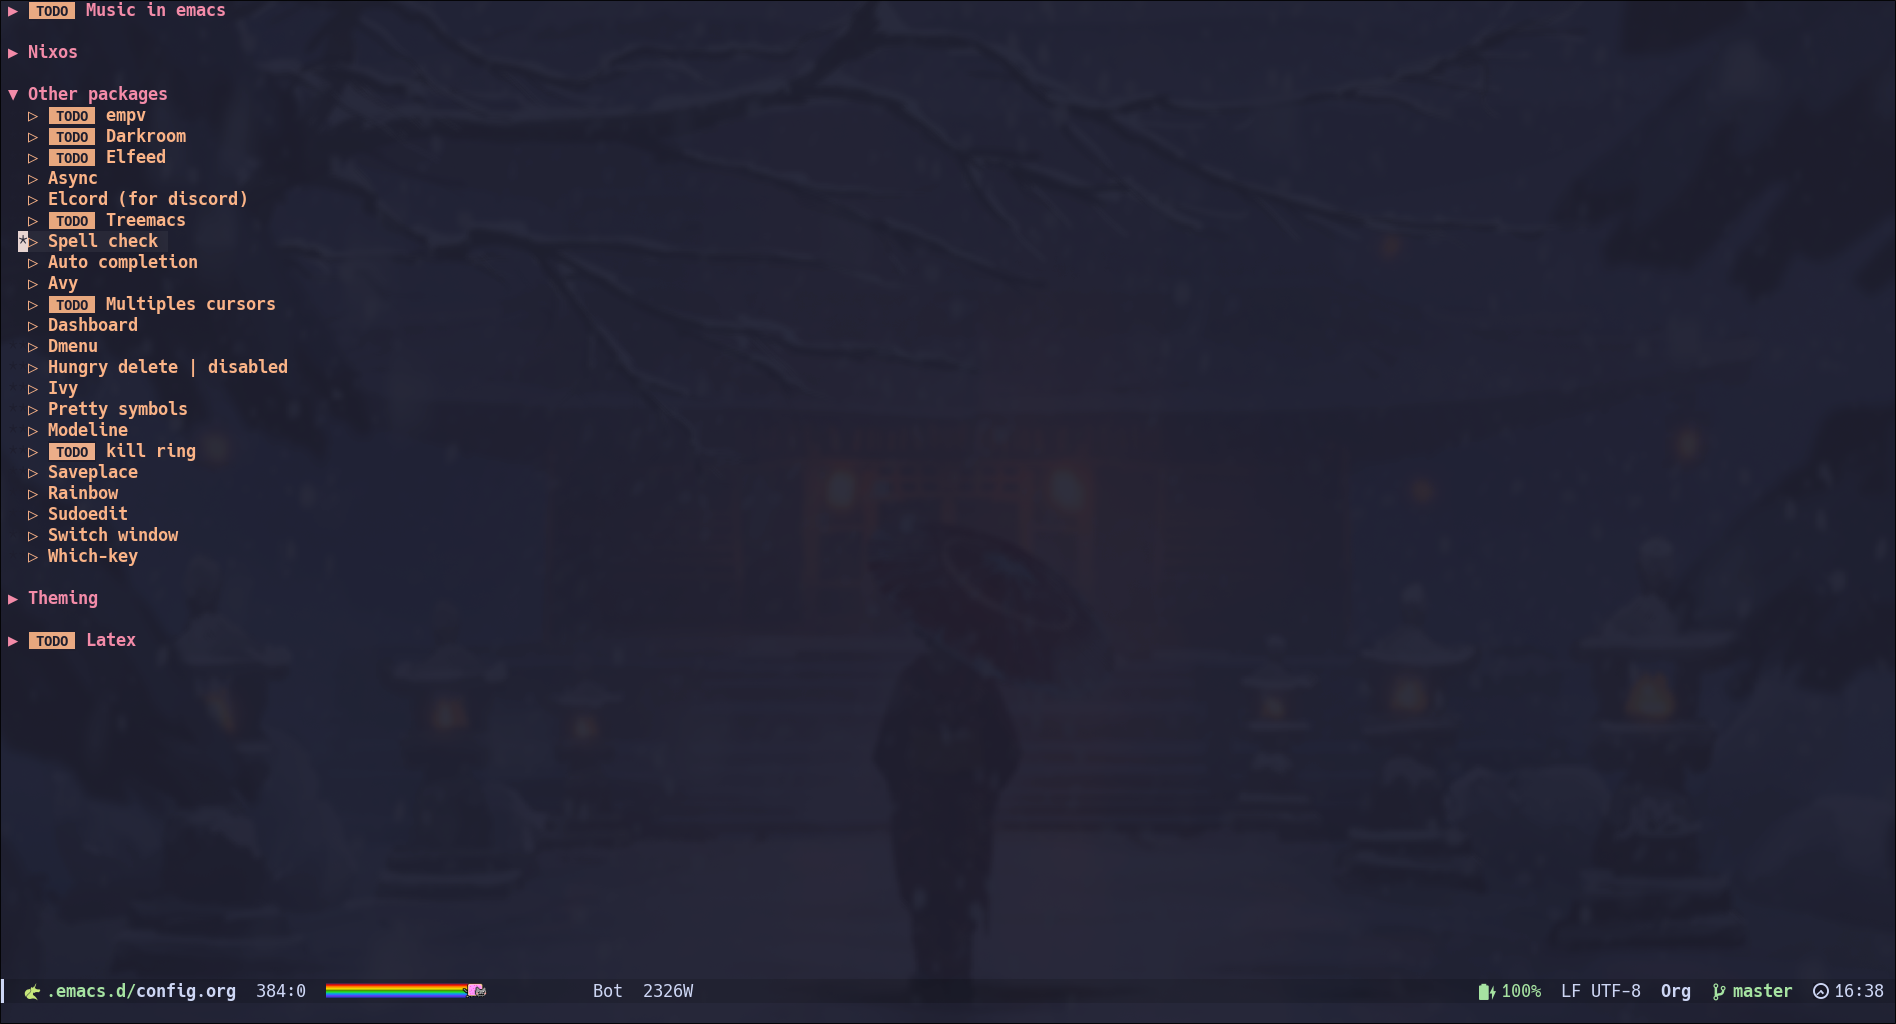 ▶ TODO Music in emacs
▶ Nixos
▼ Other packages
▷ TODO empv
▷ TODO Darkroom
▷ TODO Elfeed
▷ Async
▷ Elcord (for discord)
▷ TODO Treemacs
*▷ Spell check
▷ Auto completion
▷ Avy
▷ TODO Multiples cursors
▷ Dashboard
▷ Dmenu
▷ Hungry delete | disabled
▷ Ivy
▷ Pretty symbols
▷ Modeline
▷ TODO kill ring
▷ Saveplace
▷ Rainbow
▷ Sudoedit
▷ Switch window
▷ Which-key
▶ Theming
▶ TODO Latex
.emacs.d/config.org 384:0 Bot 2326W 100% LF UTF-8 Org master 16:38